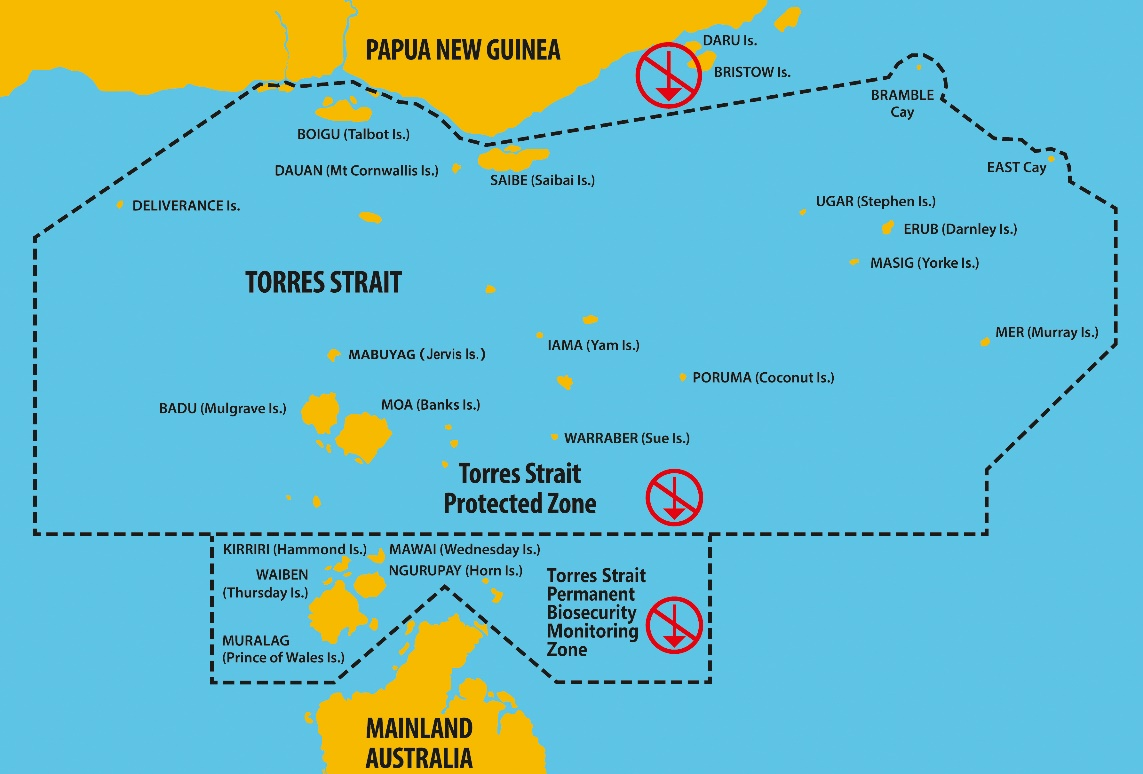 PAPUA NEW GUINEA
DARU Is.
BRISTOW Is.
BRAMBLE
Cay
BOIGU (Talbot Is.)
DAUAN (Mt Cornwallis Is.)
SAIBE (Saibai Is.)
EAST Cay
DELIVERANCE Is.
UGAR (Stephen Is.)
ERUB (Darnley Is.)
MASIG (Yorke Is.)
TORRES STRAIT
MER (Murray Is.)
IAMA (Yam Is.)
MABUYAG (Jervis Is.)
PORUMA (Coconut Is.)
BADU (Mulgrave Is.)
MOA (Banks Is.)
WARRABER (Sue Is.)
Torres Strait
Protected Zone
KIRRIRI (Hammond Is.)
MAWAI (Wednesday Is.)
NGURUPAY (Horn Is.)
WAIBEN
(Thursday Is.)
Torres Strait
Permanent
Biosecurity
Monitoring
Zone
MURALAG
(Prince of Wales Is.)
MAINLAND
AUSTRALIA